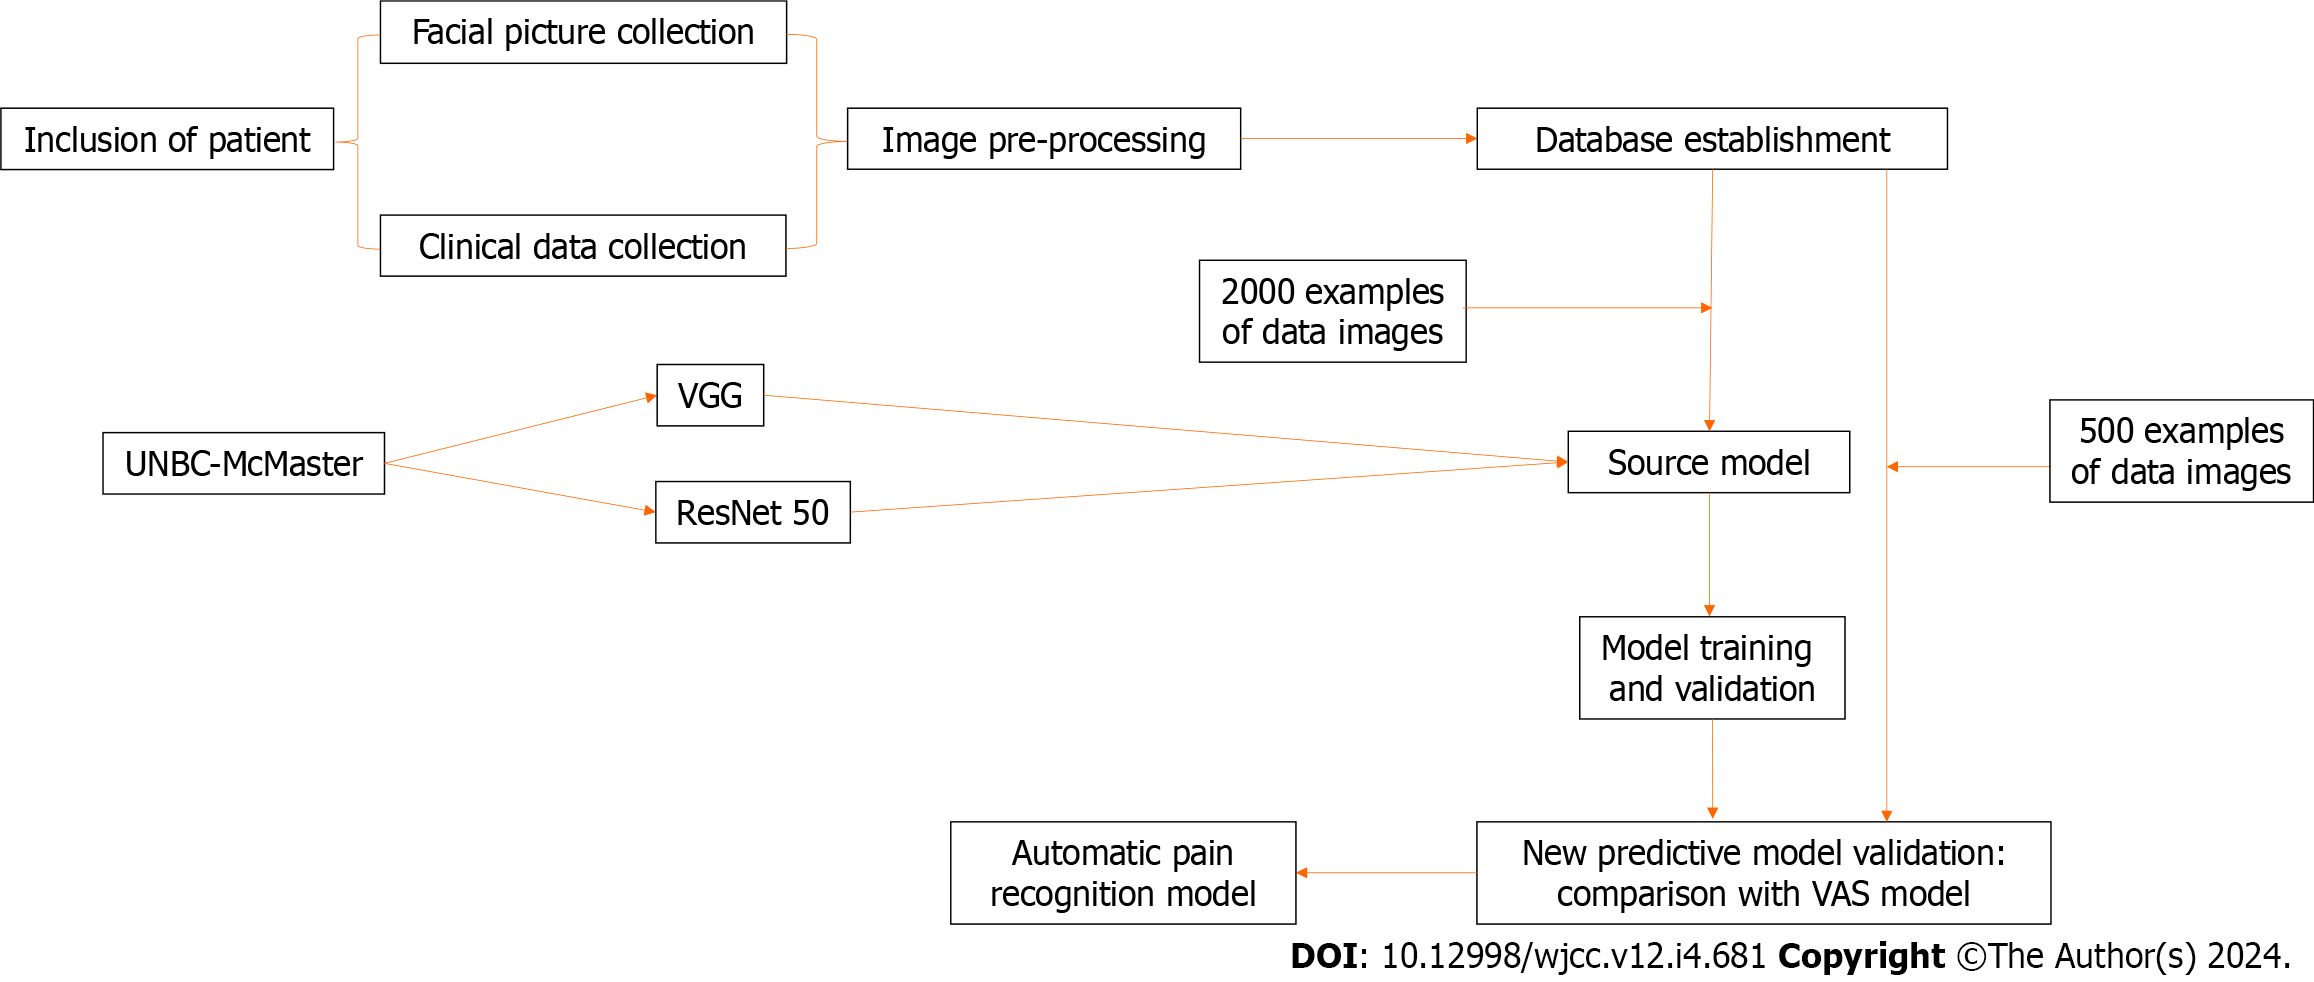 Facial picture collection
Inclusion of patient
Image pre-processing
Database establishment
Clinical data collection
2000 examples
of data images
VGG
UNBC-McMaster
ResNet 50
Source model
500 examples
of data images
Model training
and validation
Automatic pain
recognition model
New predictive model validation:
comparison with VAS model
DOI: 10.12998/wjcc.v12.i4.681 Copyright ©The Author(s) 2024.